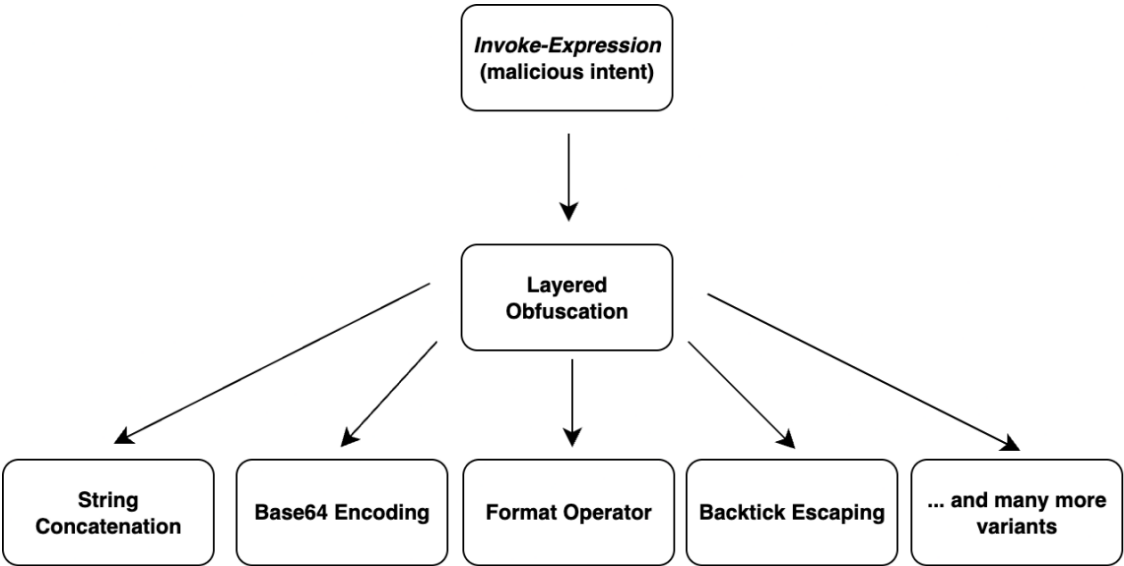 Invoke-Expression
(malicious intent)
Layered
Obfuscation
String
Concatenation
Base64 Encoding
Format Operator
Backtick Escaping
... and many more
variants